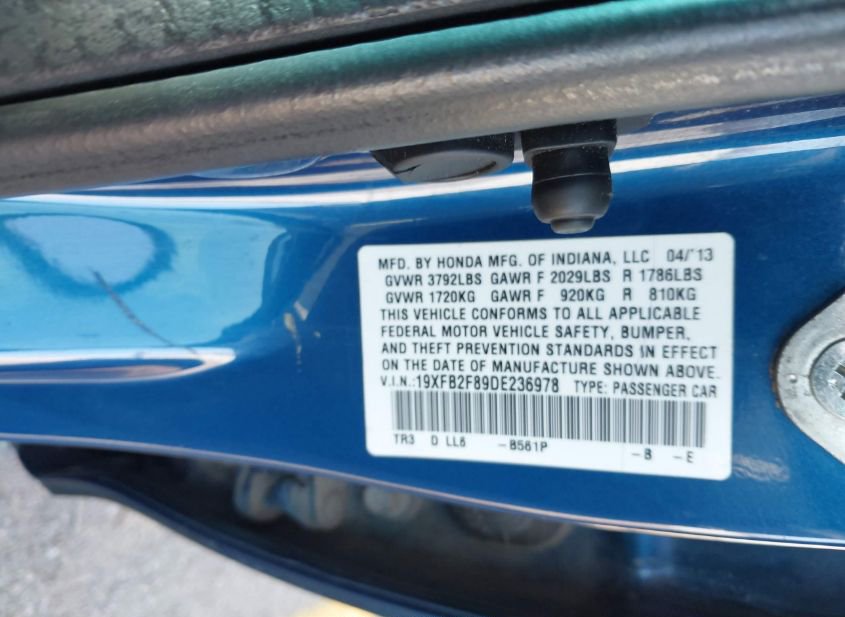 MFD. BY HONDA MFG. OF INDIANA, LLC 04/13
GVWR 3792LBS GAWR F 2029LBS R 1786LBS
GVWR 1720KG GAWR F 920KG R 810KG
THIS VEHICLE CONFORMS TO ALL APPLICABLE
FEDERAL MOTOR VEHICLE SAFETY, BUMPER,
AND THEFT PREVENTION STANDARDS IN EFFECT
ON THE DATE OF MANUFACTURE SHOWN ABOVE.
V.I.N.:19XFB2F89DE236978 TYPE: PASSENGER CAR
TR3 D LL6 -B561P -B -E